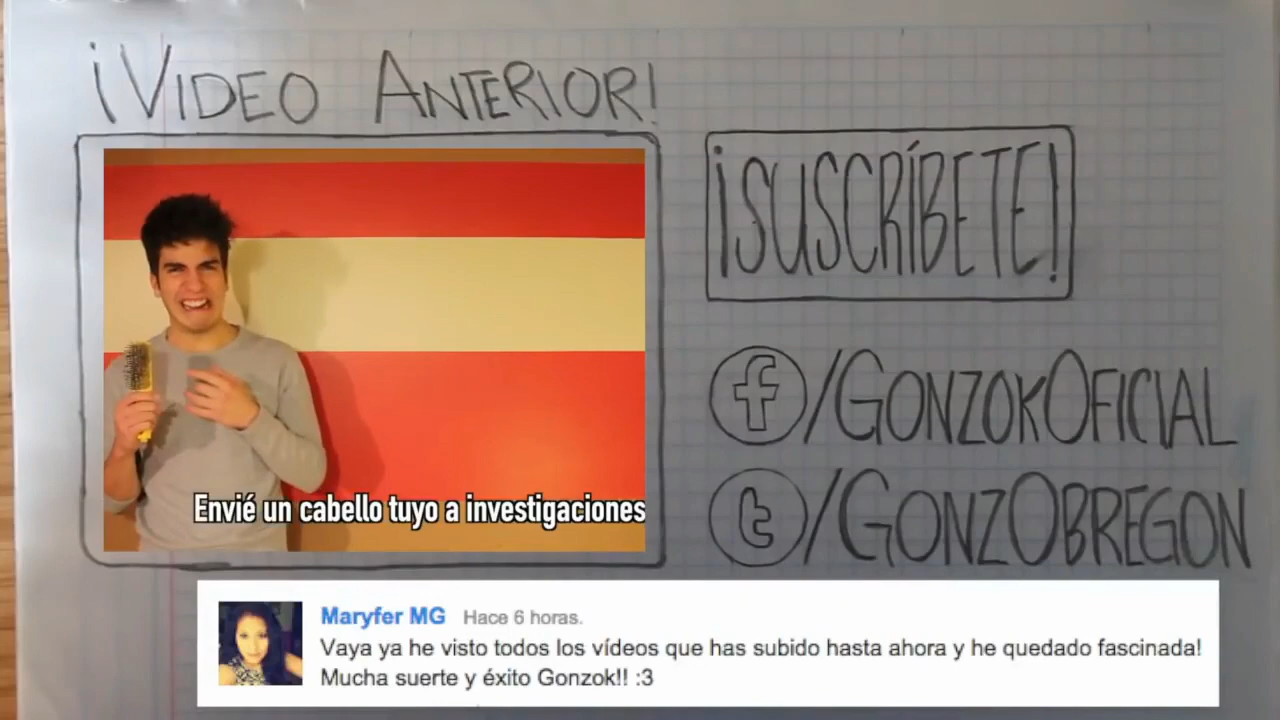 ¡VIDEO ANTERIOR!
¡SUSCRÍBETE!
Envié un cabello tuyo a investigaciones
f/GONZOKOFICIAL
t/GONZOBREGON
Maryfer MG Hace 6 horas.
Vaya ya he visto todos los vídeos que has subido hasta ahora y he quedado fascinada!
Mucha suerte y éxito Gonzok!! :3